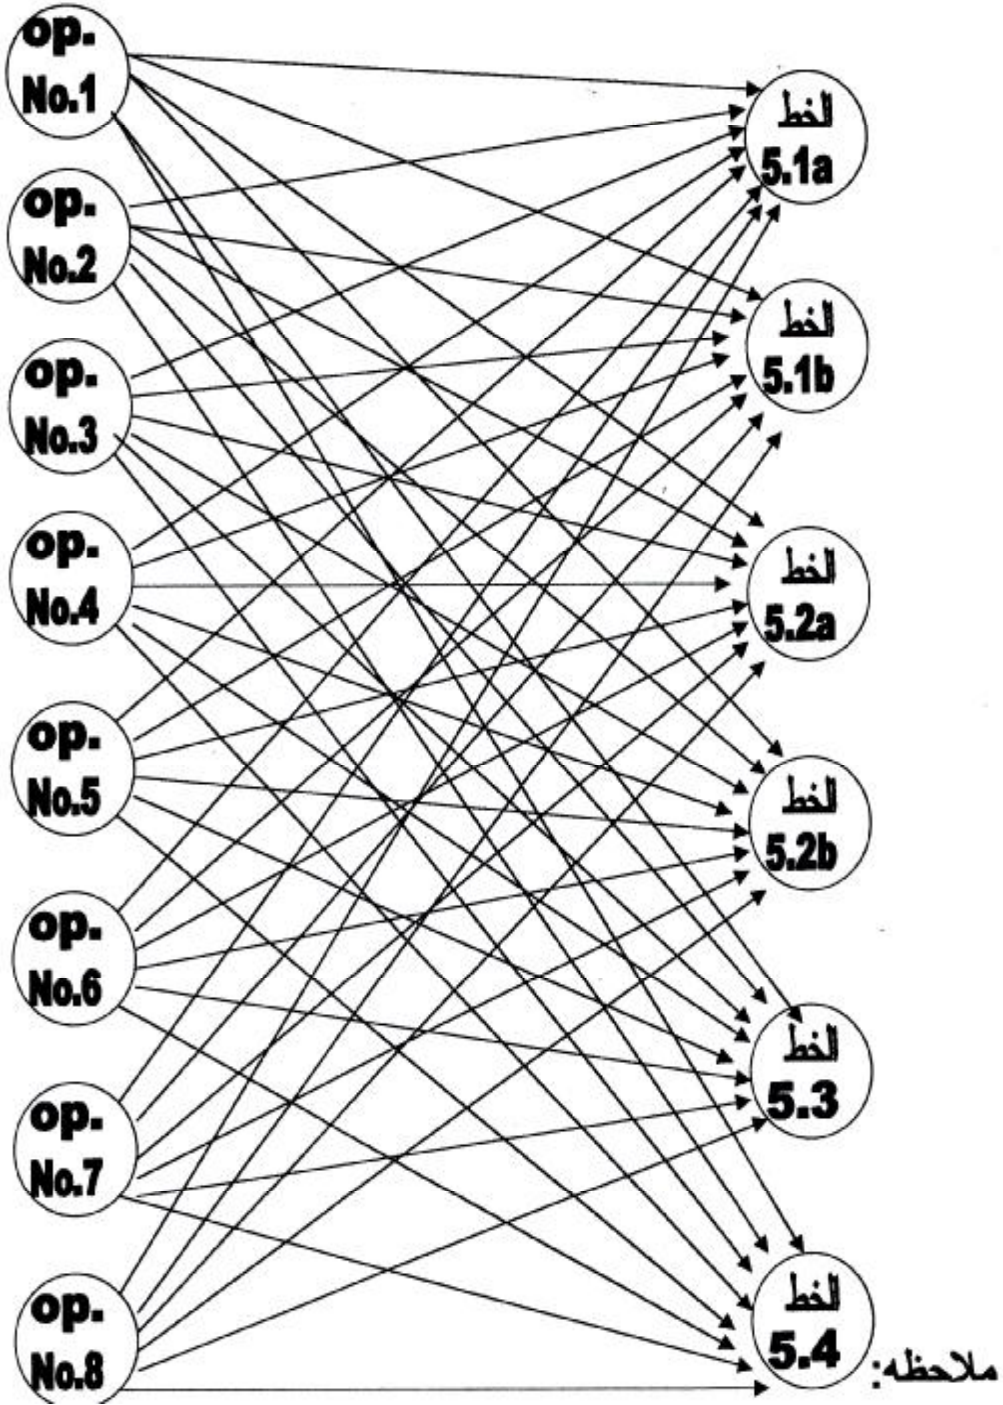 op.
No.1
op.
No.2
op.
No.3
op.
No.4
op.
No.5
op.
No.6
op.
No.7
op.
No.8
الخط
5.1a
الخط
5.1b
الخط
5.2a
الخط
5.2b
الخط
5.3
الخط
5.4
ملاحظه: